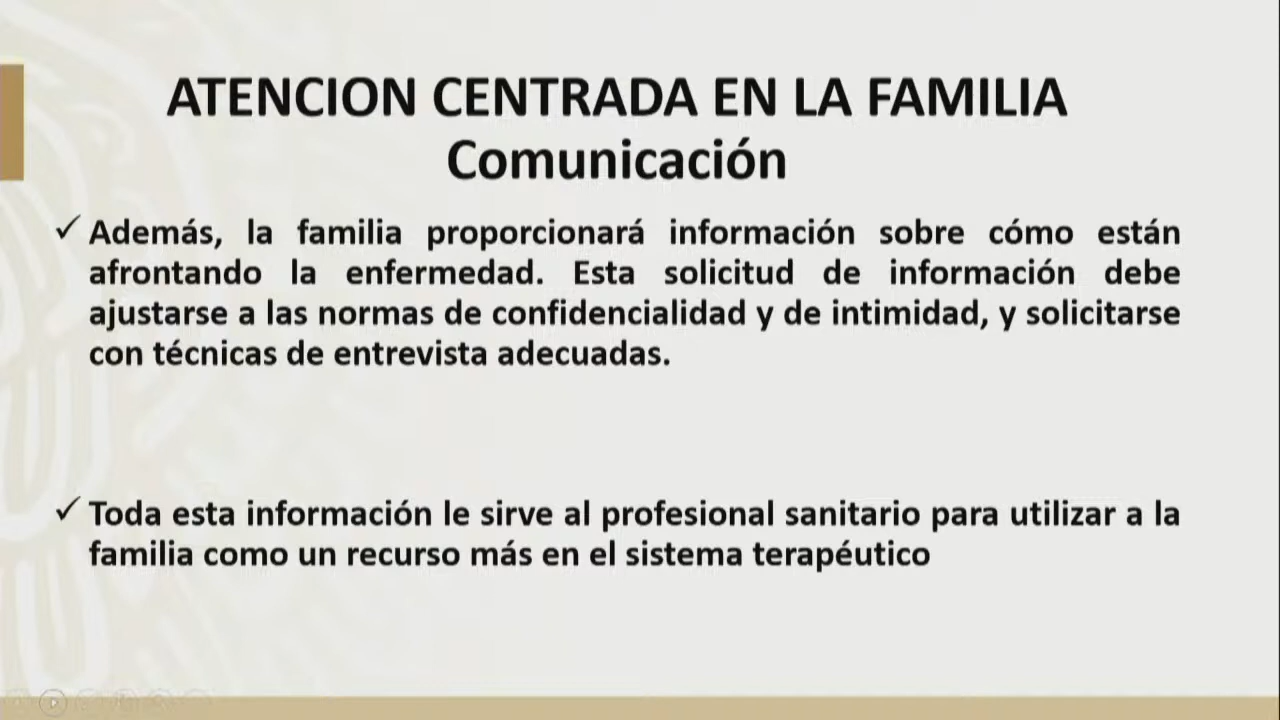 ATENCION CENTRADA EN LA FAMILIA
Comunicación
✓ Además, la familia proporcionará información sobre cómo están
afrontando la enfermedad. Esta solicitud de información debe
ajustarse a las normas de confidencialidad y de intimidad, y solicitarse
con técnicas de entrevista adecuadas.
✓ Toda esta información le sirve al profesional sanitario para utilizar a la
familia como un recurso más en el sistema terapéutico